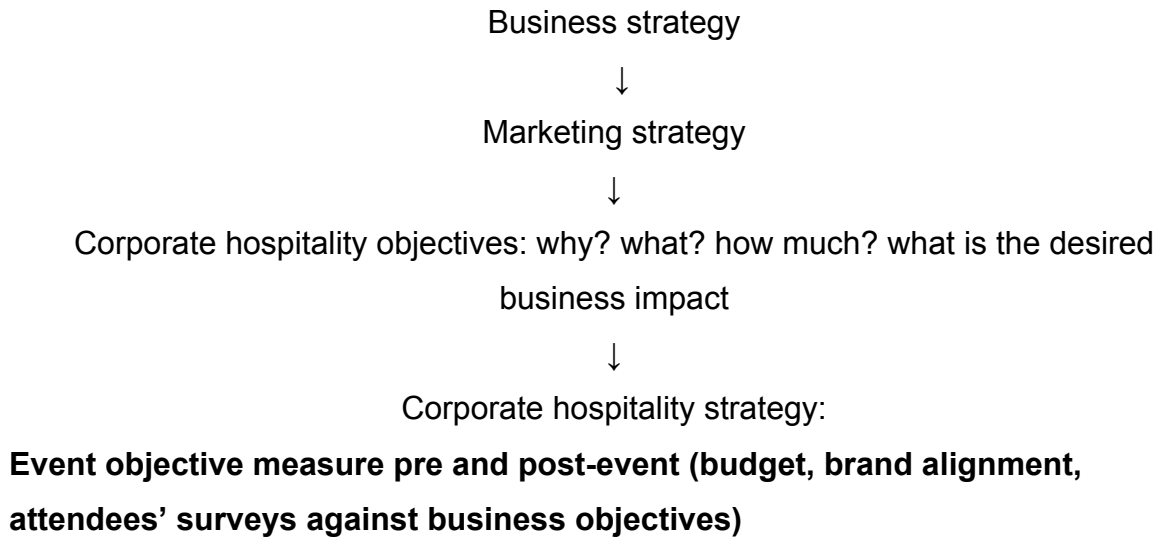 Business strategy
↓
Marketing strategy
↓
Corporate hospitality objectives: why? what? how much? what is the desired
business impact
↓
Corporate hospitality strategy:
Event objective measure pre and post-event (budget, brand alignment,
attendees’ surveys against business objectives)